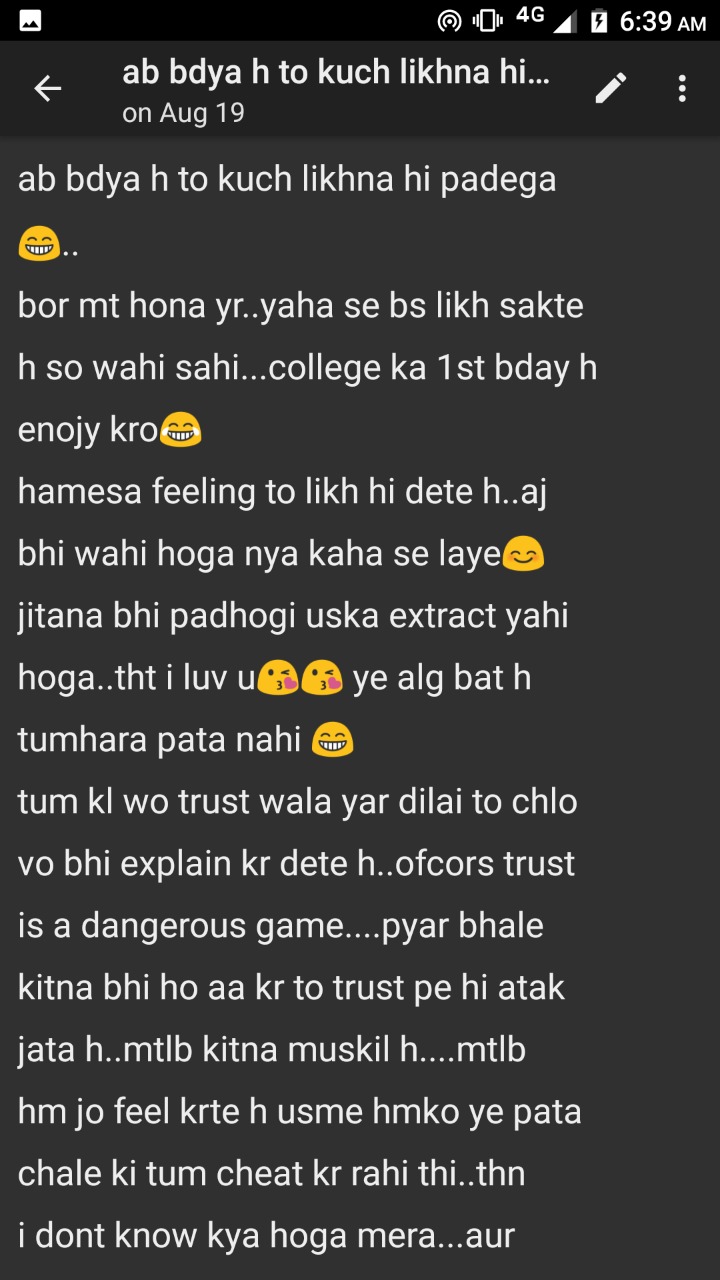 4G 6:39 AM
ab bdya h to kuch likhna hi...
on Aug 19
ab bdya h to kuch likhna hi padega
😁..
bor mt hona yr..yaha se bs likh sakte
h so wahi sahi...college ka 1st bday h
enojy kro😂
hamesa feeling to likh hi dete h..aj
bhi wahi hoga nya kaha se laye😊
jitana bhi padhogi uska extract yahi
hoga..tht i luv u😘😘 ye alg bat h
tumhara pata nahi 😁
tum kl wo trust wala yar dilai to chlo
vo bhi explain kr dete h..ofcors trust
is a dangerous game....pyar bhale
kitna bhi ho aa kr to trust pe hi atak
jata h..mtlb kitna muskil h....mtlb
hm jo feel krte h usme hmko ye pata
chale ki tum cheat kr rahi thi..thn
i dont know kya hoga mera...aur